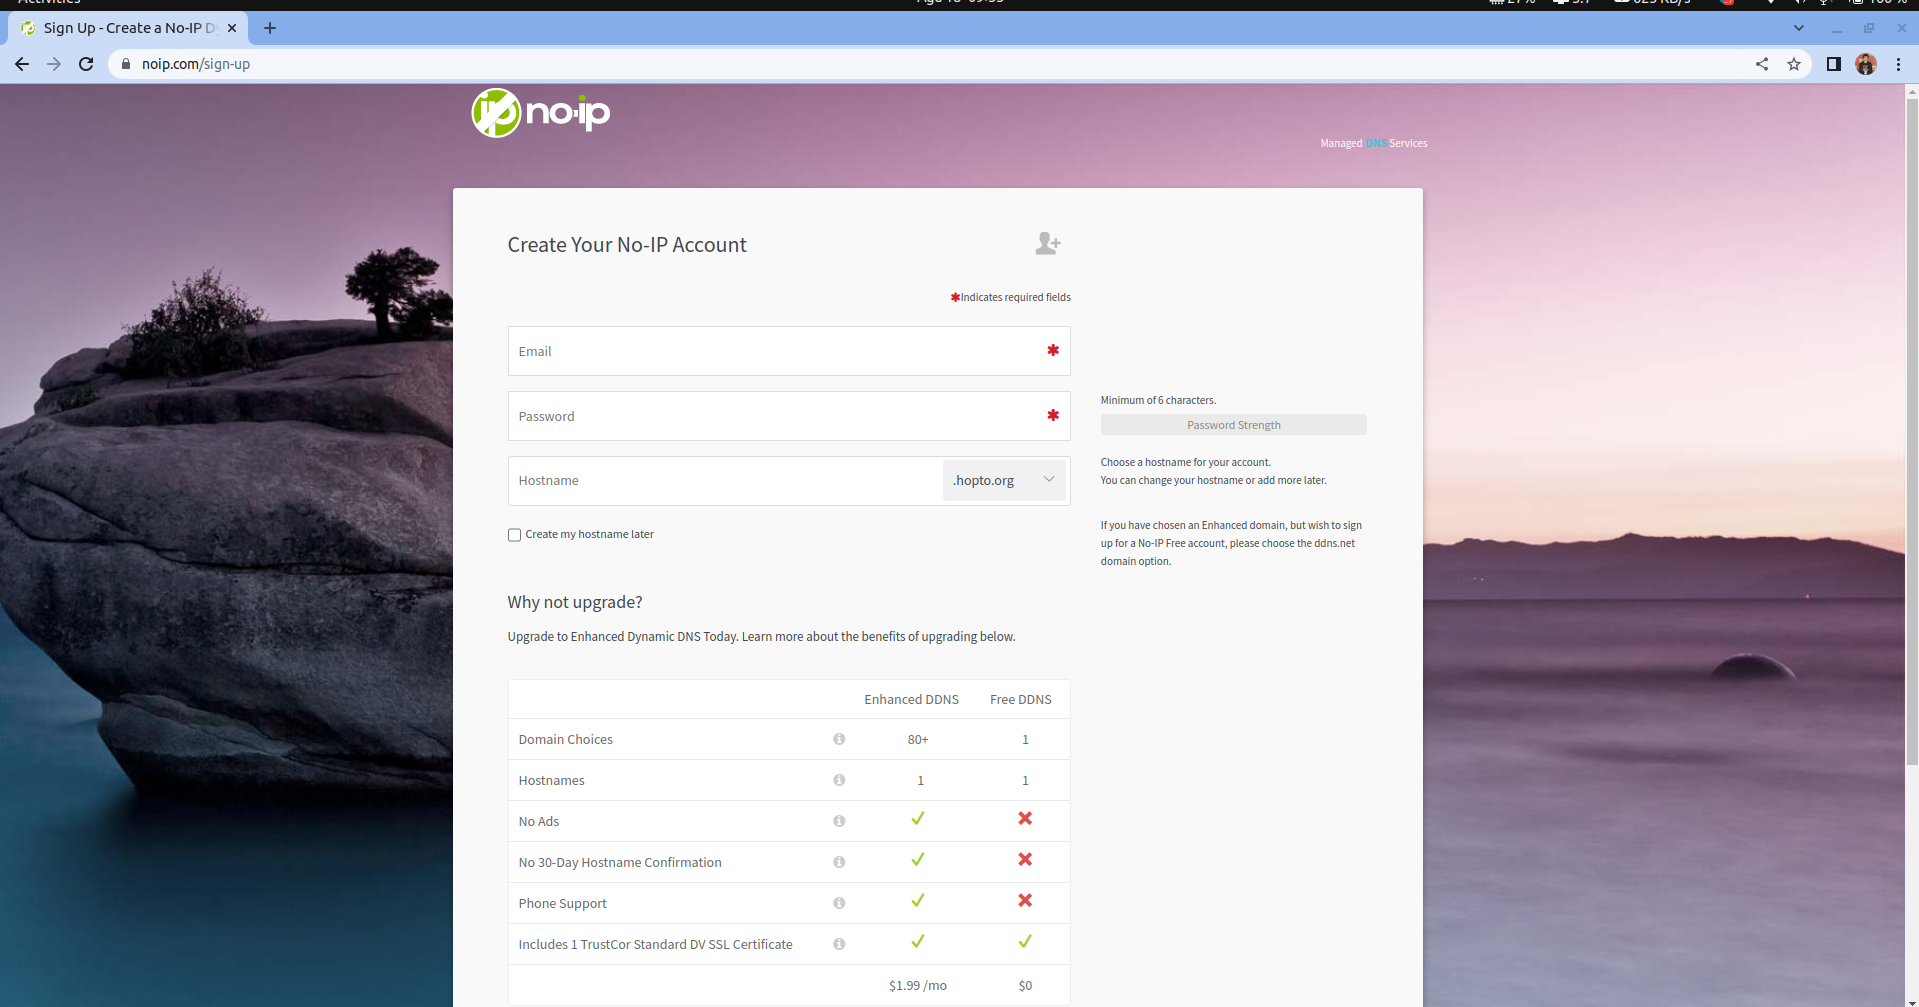 Sign Up - Create a No-IP D
noip.com/sign-up
no-ip
Managed DNS Services
Create Your No-IP Account
✱Indicates required fields
Email ✱
Password ✱
Minimum of 6 characters.
Password Strength
Hostname .hopto.org
Choose a hostname for your account.
You can change your hostname or add more later.
Create my hostname later
If you have chosen an Enhanced domain, but wish to sign
up for a No-IP Free account, please choose the ddns.net
domain option.
Why not upgrade?
Upgrade to Enhanced Dynamic DNS Today. Learn more about the benefits of upgrading below.
Enhanced DDNS Free DDNS
Domain Choices 80+ 1
Hostnames 1 1
No Ads
No 30-Day Hostname Confirmation
Phone Support
Includes 1 TrustCor Standard DV SSL Certificate
$1.99 /mo $0